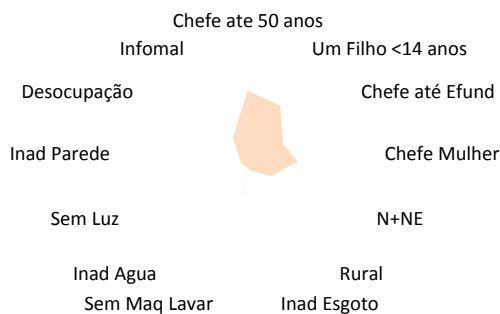 Chefe ate 50 anos
Infomal
Um Filho <14 anos
Desocupação
Chefe até Efund
Inad Parede
Chefe Mulher
Sem Luz
N+NE
Inad Agua
Rural
Sem Maq Lavar
Inad Esgoto